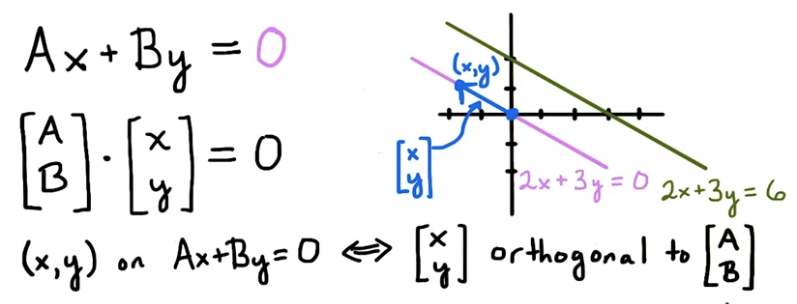 Ax + By = 0
[A B] · [x y] = 0
(x,y)
[x y]
2x + 3y = 0
2x + 3y = 6
(x,y) on Ax+By=0 ⟺ [x y] orthogonal to [A B]